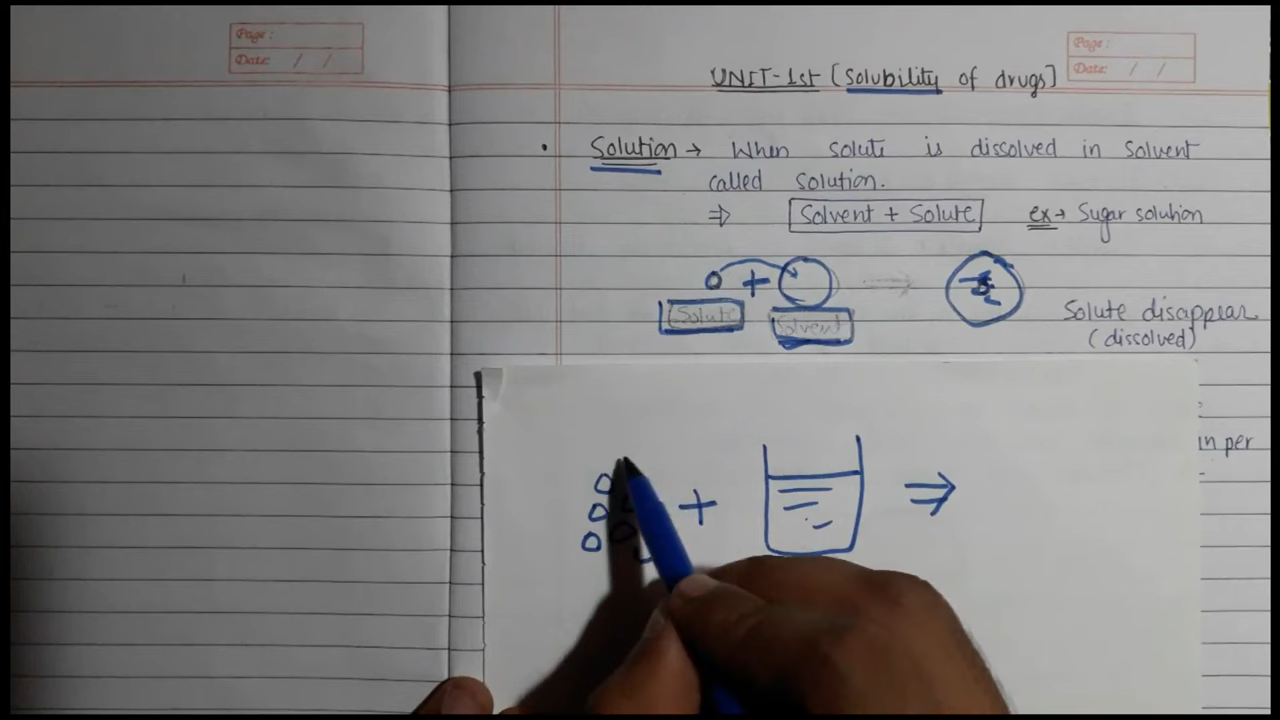 Page:
Date: / /
Page:
Date: / /
UNIT-1st [Solubility of drugs]
• Solution → When solute is dissolved in solvent
called solution.
⇒ Solvent + Solute ex → Sugar solution
+
Solute Solvent
Solute disappear
(dissolved)
in per
+ ⇒